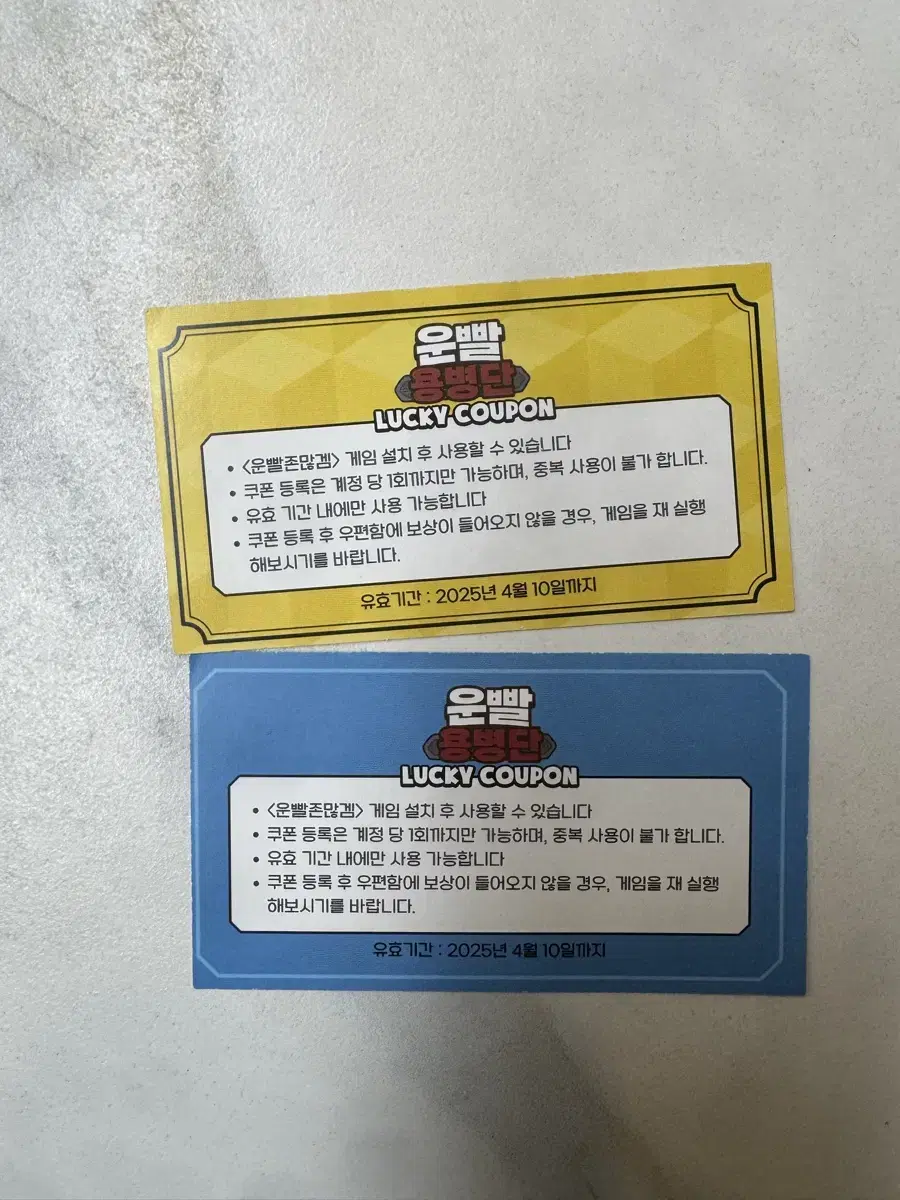 운빨
용병단
LUCKY COUPON
• <운빨존많겜> 게임 설치 후 사용할 수 있습니다
• 쿠폰 등록은 계정 당 1회까지만 가능하며, 중복 사용이 불가 합니다.
• 유효 기간 내에만 사용 가능합니다
• 쿠폰 등록 후 우편함에 보상이 들어오지 않을 경우, 게임을 재 실행
해보시기를 바랍니다.
유효기간 : 2025년 4월 10일까지
운빨
용병단
LUCKY COUPON
• <운빨존많겜> 게임 설치 후 사용할 수 있습니다
• 쿠폰 등록은 계정 당 1회까지만 가능하며, 중복 사용이 불가 합니다.
• 유효 기간 내에만 사용 가능합니다
• 쿠폰 등록 후 우편함에 보상이 들어오지 않을 경우, 게임을 재 실행
해보시기를 바랍니다.
유효기간 : 2025년 4월 10일까지